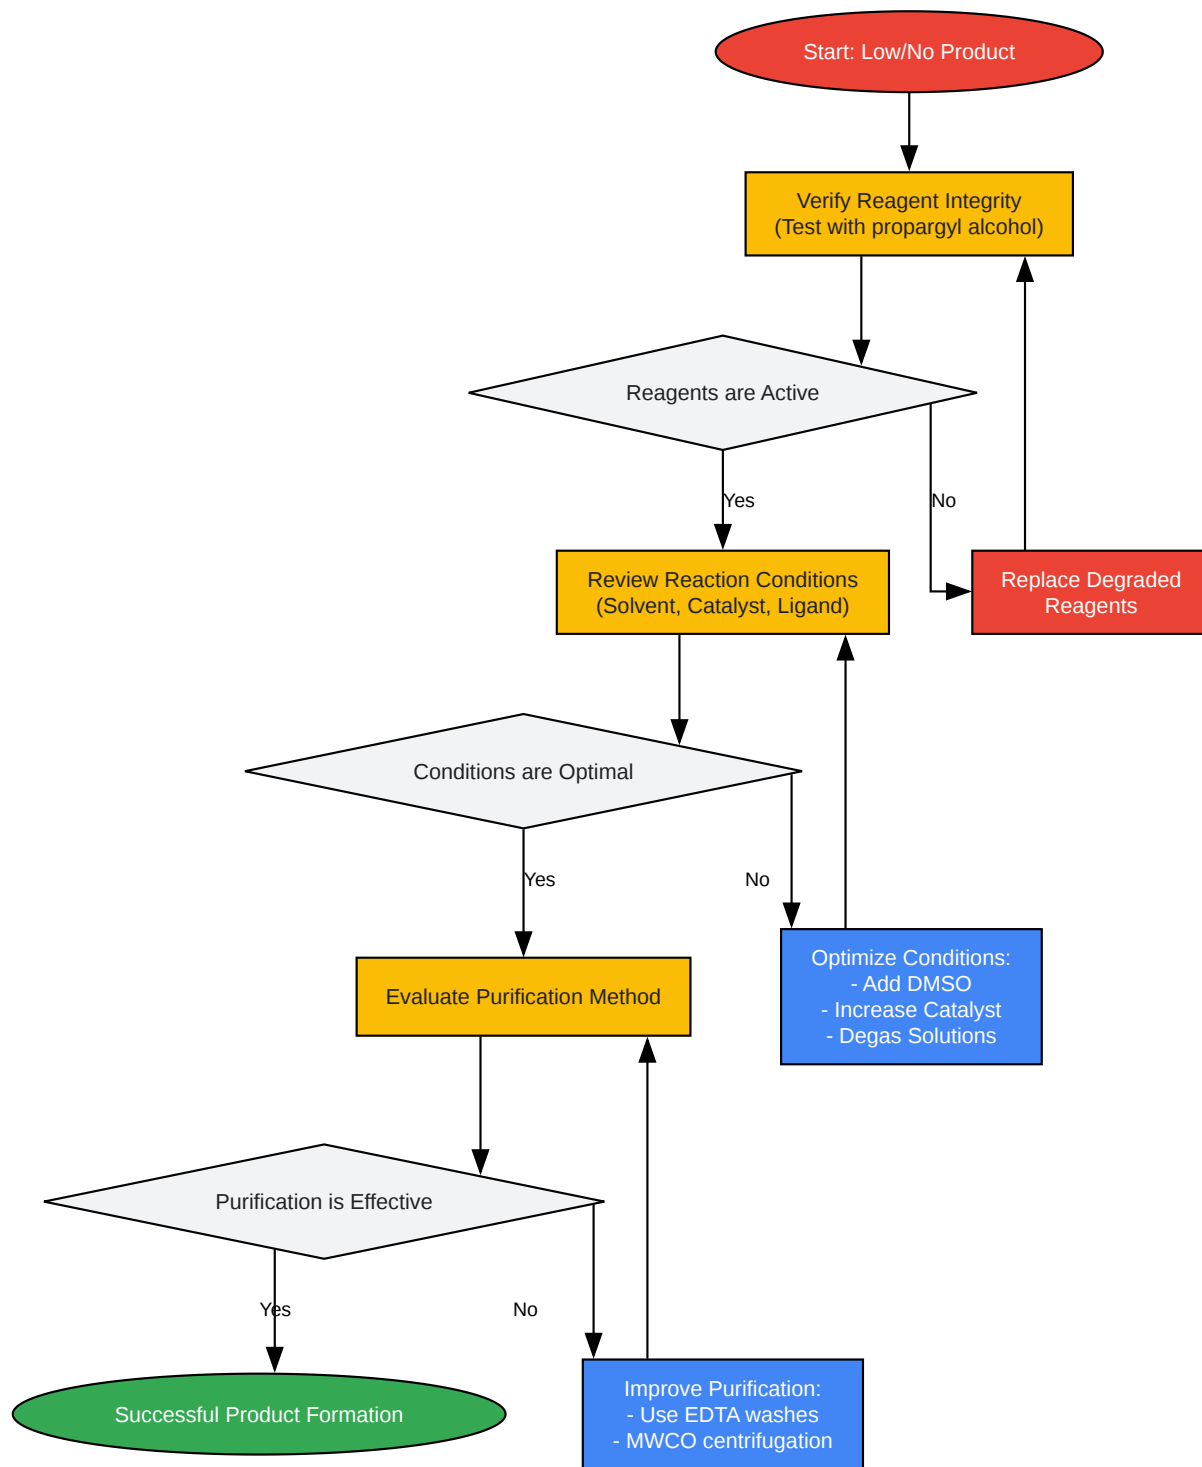 Start: Low/No Product
Verify Reagent Integrity
(Test with propargyl alcohol)
Reagents are Active
Yes
No
Review Reaction Conditions
(Solvent, Catalyst, Ligand)
Replace Degraded
Reagents
Conditions are Optimal
Yes
No
Optimize Conditions:
- Add DMSO
- Increase Catalyst
- Degas Solutions
Evaluate Purification Method
Purification is Effective
Yes
No
Successful Product Formation
Improve Purification:
- Use EDTA washes
- MWCO centrifugation